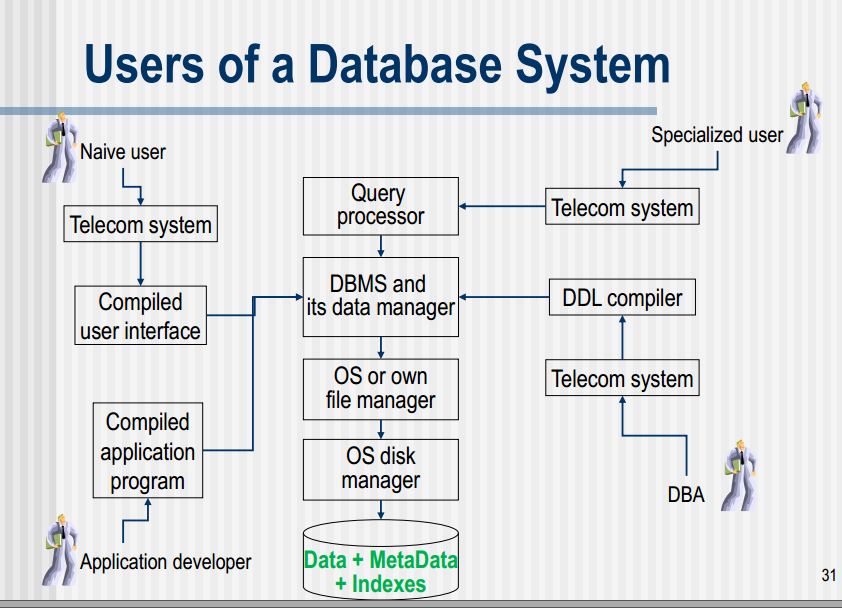 Users of a Database System
Naive user
Specialized user
Telecom system
Query
processor
Telecom system
Compiled
user interface
DBMS and
its data manager
DDL compiler
OS or own
file manager
Telecom system
Compiled
application
program
OS disk
manager
DBA
Application developer
Data + MetaData
+ Indexes
31